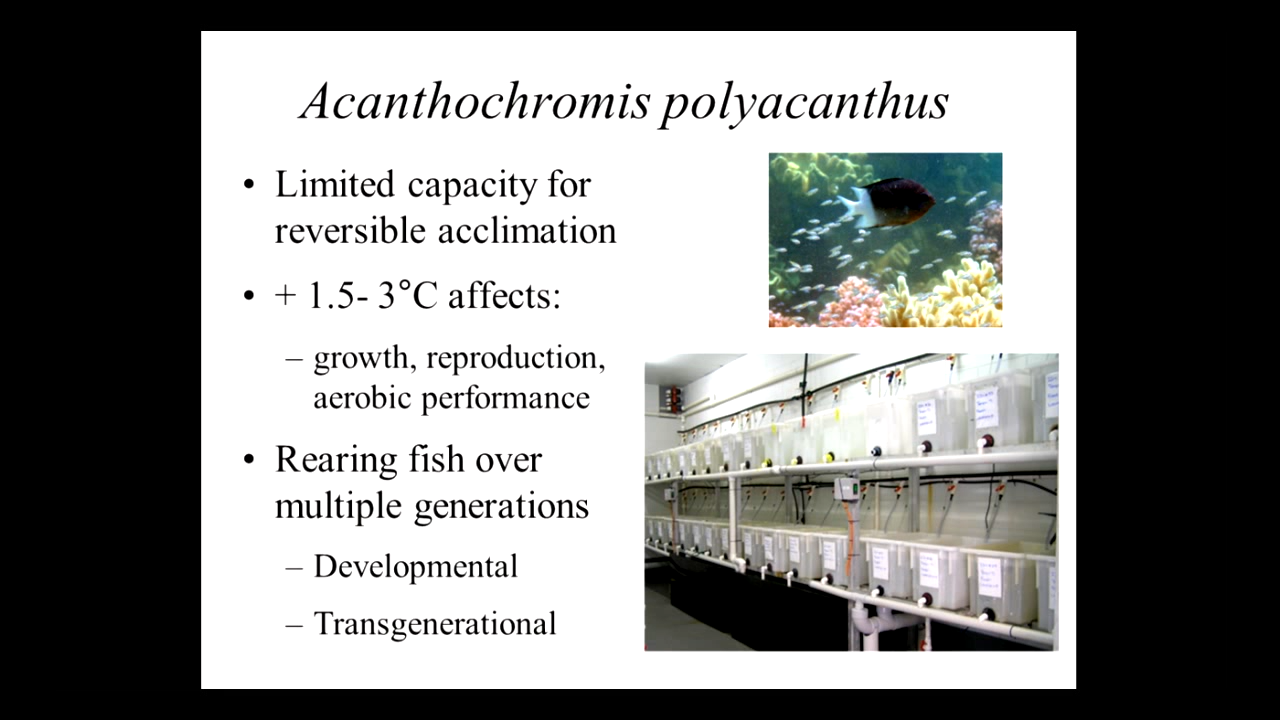 Acanthochromis polyacanthus
• Limited capacity for
reversible acclimation
• + 1.5- 3°C affects:
– growth, reproduction,
aerobic performance
• Rearing fish over
multiple generations
– Developmental
– Transgenerational